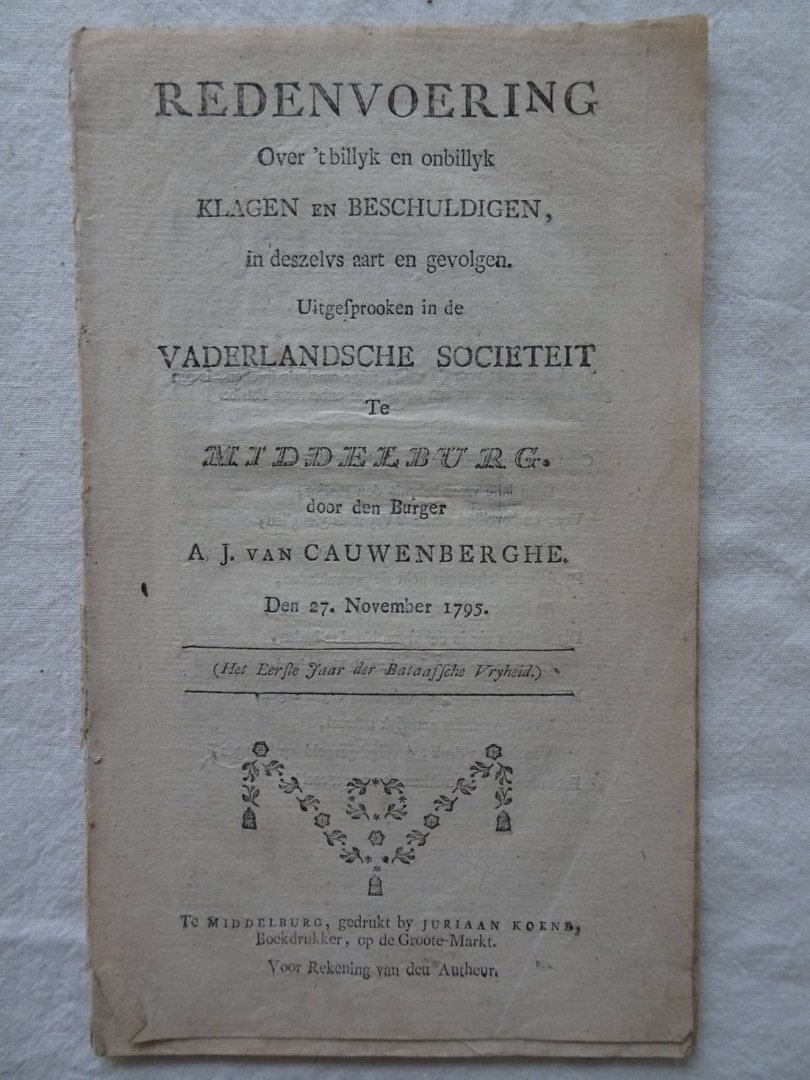 REDENVOERING
Over 't billyk en onbillyk
KLAGEN EN BESCHULDIGEN,
in deszelvs aart en gevolgen.
Uitgeſprooken in de
VADERLANDSCHE SOCIETEIT
Te
MIDDELBURG.
door den Burger
A. J. VAN CAUWENBERGHE.
Den 27. November 1795.
(Het Eerſte Jaar der Bataafſche Vryheid.)
Te MIDDELBURG, gedrukt by JURIAAN KOENE,
Boekdrukker, op de Groote-Markt.
Voor Rekening van den Autheur.